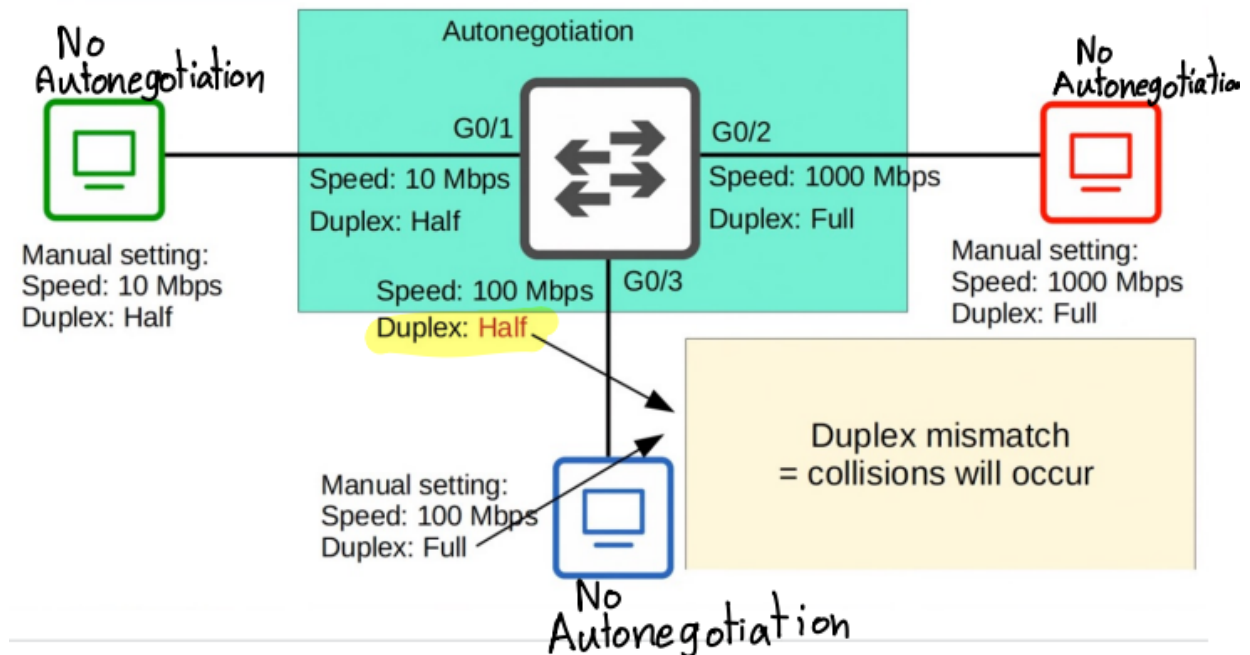 Autonegotiation
No
Autonegotiation
No
Autonegotiation
G0/1
G0/2
Speed: 10 Mbps
Duplex: Half
Speed: 1000 Mbps
Duplex: Full
Manual setting:
Speed: 10 Mbps
Duplex: Half
Manual setting:
Speed: 1000 Mbps
Duplex: Full
G0/3
Speed: 100 Mbps
Duplex: Half
Duplex mismatch
= collisions will occur
Manual setting:
Speed: 100 Mbps
Duplex: Full
No
Autonegotiation